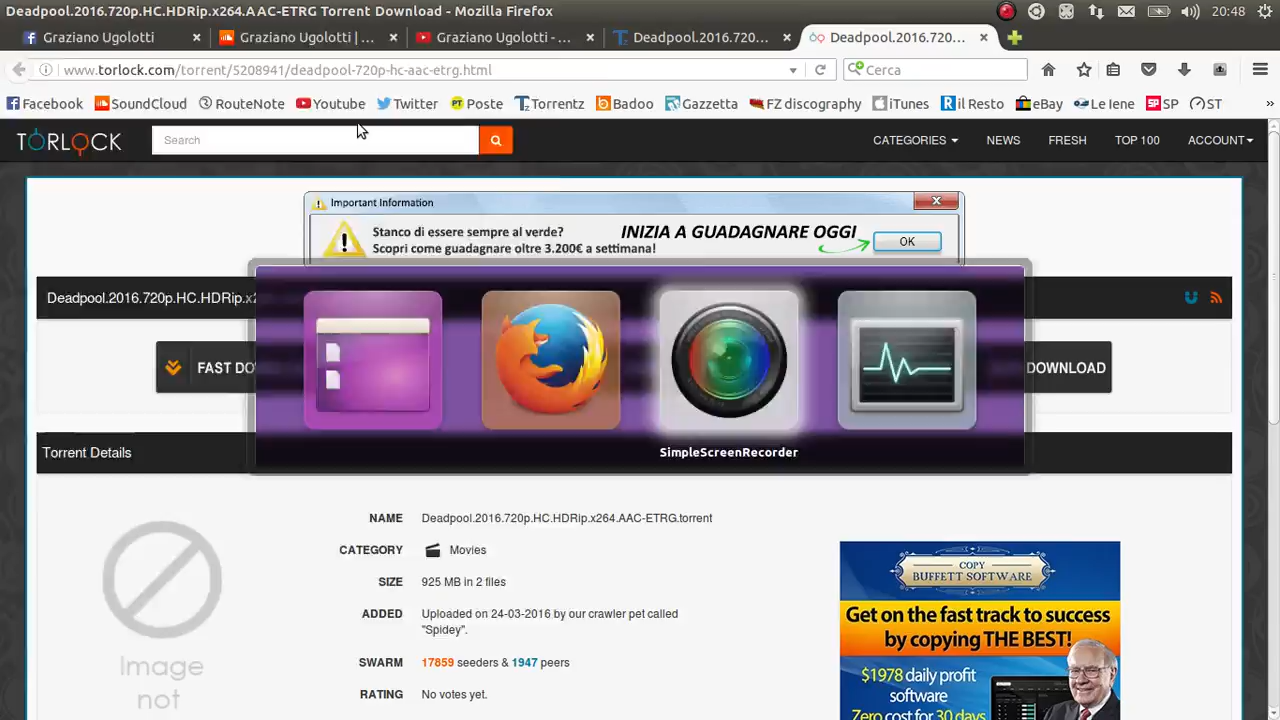 Deadpool.2016.720p.HC.HDRip.x264.AAC-ETRG Torrent Download - Mozilla Firefox
20:48
Graziano Ugolotti
Graziano Ugolotti | ...
Graziano Ugolotti - ...
Deadpool.2016.720...
Deadpool.2016.720...
www.torlock.com/torrent/5208941/deadpool-720p-hc-aac-etrg.html
Cerca
Facebook
SoundCloud
RouteNote
Youtube
Twitter
Poste
Torrentz
Badoo
Gazzetta
FZ discography
iTunes
il Resto
eBay
Le Iene
SP
ST
TORLOCK
Search
CATEGORIES
NEWS
FRESH
TOP 100
ACCOUNT
Important Information
Stanco di essere sempre al verde?
Scopri come guadagnare oltre 3.200€ a settimana!
INIZIA A GUADAGNARE OGGI
OK
Deadpool.2016.720p.HC.HDRip.x2
FAST DO
DOWNLOAD
SimpleScreenRecorder
Torrent Details
NAME Deadpool.2016.720p.HC.HDRip.x264.AAC-ETRG.torrent
CATEGORY Movies
SIZE 925 MB in 2 files
ADDED Uploaded on 24-03-2016 by our crawler pet called
"Spidey".
SWARM 17859 seeders & 1947 peers
RATING No votes yet.
Image
not
COPY
BUFFETT SOFTWARE
Get on the fast track to success
by copying THE BEST!
$1978 daily profit
software
Zero cost for 30 days